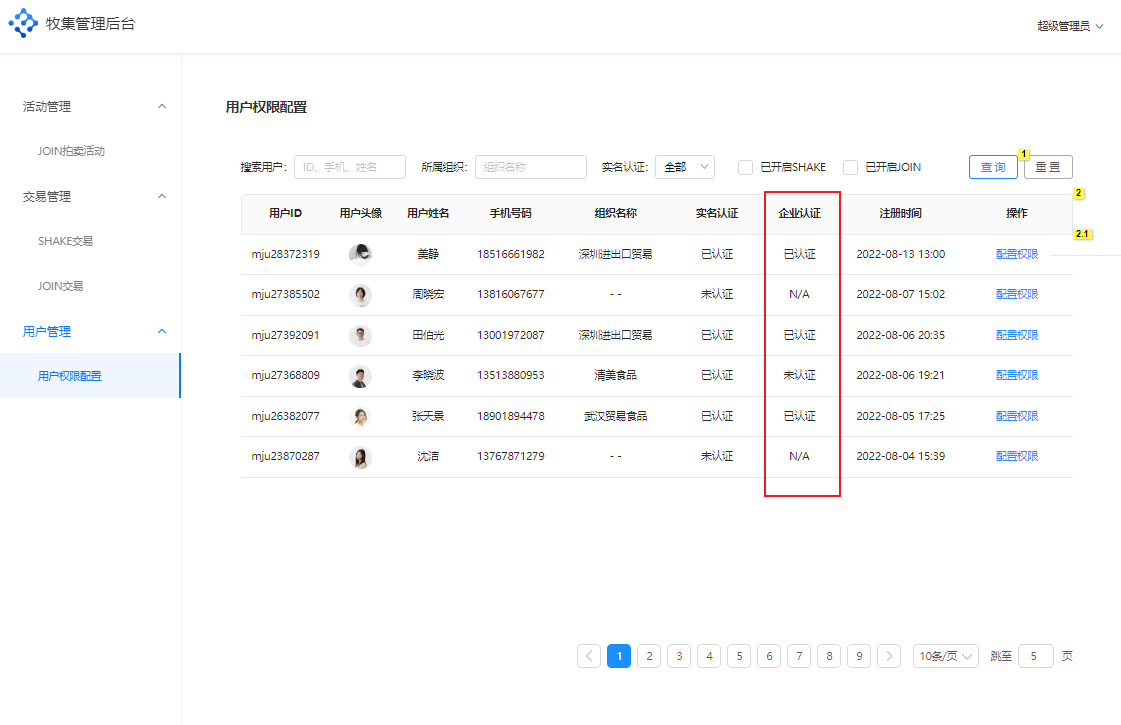 牧集管理后台
超级管理员
活动管理
JOIN拍卖活动
交易管理
SHAKE交易
JOIN交易
用户管理
用户权限配置
用户权限配置
搜索用户: ID、手机、姓名 所属组织: 组织名称 实名认证: 全部 已开启SHAKE 已开启JOIN 查 询 1 重 置
2
用户ID 用户头像 用户姓名 手机号码 组织名称 实名认证 企业认证 注册时间 操作
2.1
mju28372319 美静 18516661982 深圳进出口贸易 已认证 已认证 2022-08-13 13:00 配置权限
mju27385502 周晓宏 13816067677 - - 未认证 N/A 2022-08-07 15:02 配置权限
mju27392091 田伯光 13001972087 深圳进出口贸易 已认证 已认证 2022-08-06 20:35 配置权限
mju27368809 李晓波 13513880953 清美食品 已认证 未认证 2022-08-06 19:21 配置权限
mju26382077 张天景 18901894478 武汉贸易食品 已认证 已认证 2022-08-05 17:25 配置权限
mju23870287 沈洁 13767871279 - - 未认证 N/A 2022-08-04 15:39 配置权限
1 2 3 4 5 6 7 8 9 10条/页 跳至 5 页